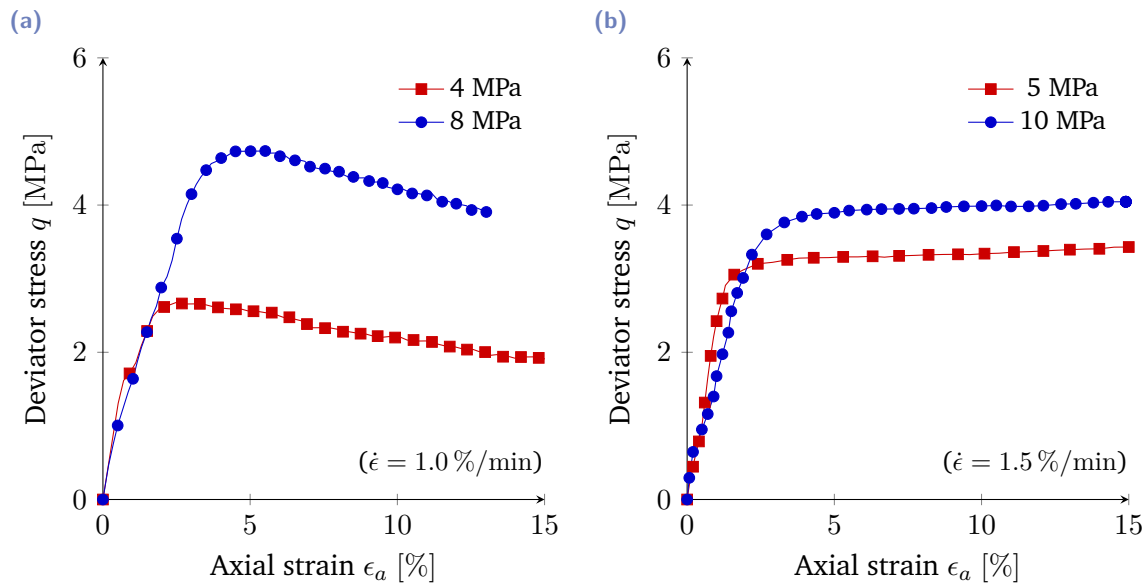 (a)
6
4 MPa
8 MPa
4
2
0
Deviator stress q [MPa]
(ϵ̇ = 1.0 %/min)
0 5 10 15
Axial strain ϵₐ [%]
(b)
6
5 MPa
10 MPa
4
2
0
Deviator stress q [MPa]
(ϵ̇ = 1.5 %/min)
0 5 10 15
Axial strain ϵₐ [%]